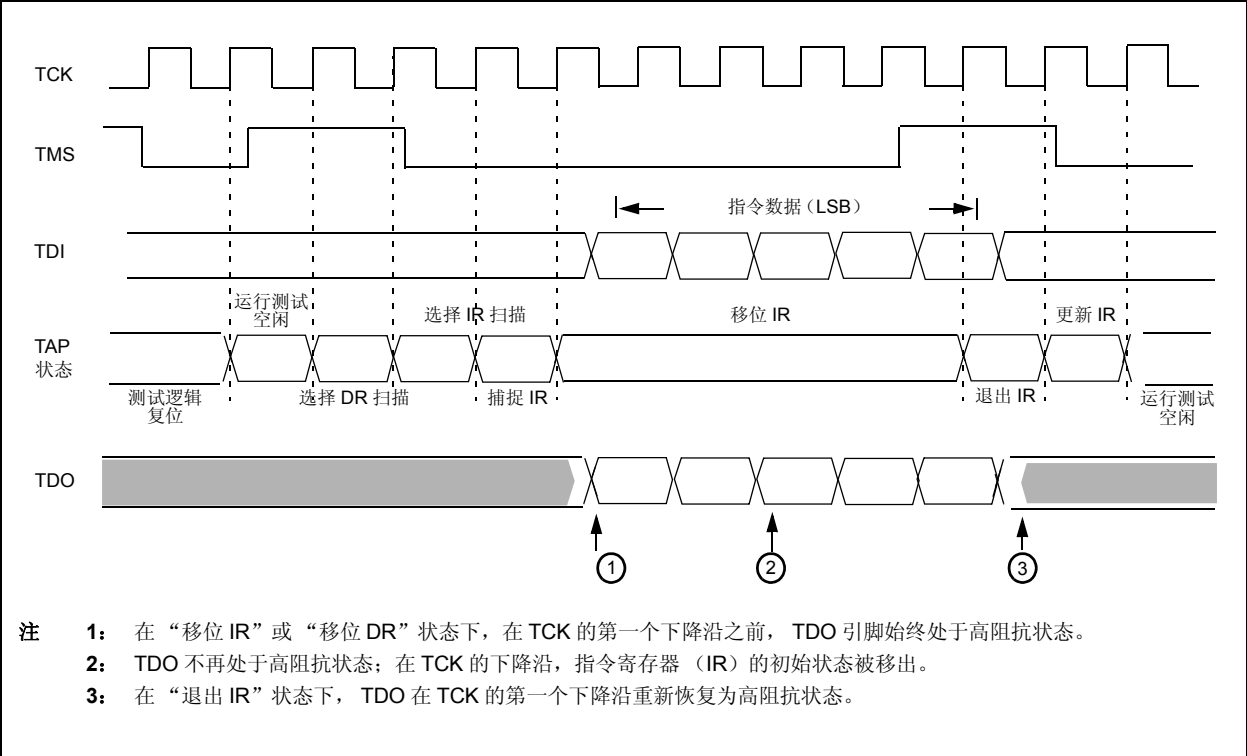 TCK
TMS
指令数据（LSB）
TDI
运行测试
空闲
选择 IR 扫描
移位 IR
更新 IR
TAP
状态
测试逻辑
复位
选择 DR 扫描
捕捉 IR
退出 IR
运行测试
空闲
TDO
1
2
3
注 1： 在 “移位 IR”或 “移位 DR”状态下，在 TCK 的第一个下降沿之前， TDO 引脚始终处于高阻抗状态。
2： TDO 不再处于高阻抗状态；在 TCK 的下降沿，指令寄存器 （IR）的初始状态被移出。
3： 在 “退出 IR”状态下， TDO 在 TCK 的第一个下降沿重新恢复为高阻抗状态。